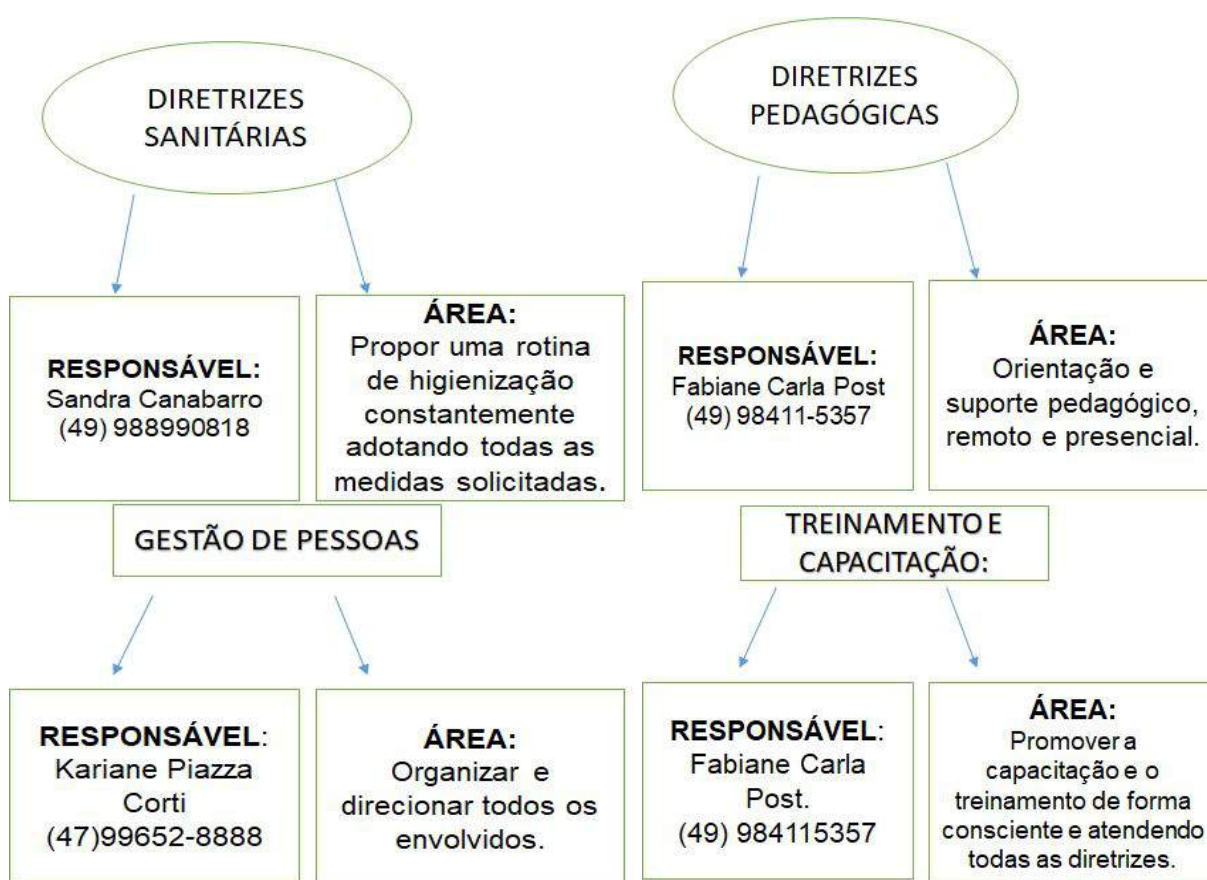 DIRETRIZES
SANITÁRIAS
DIRETRIZES
PEDAGÓGICAS
RESPONSÁVEL:
Sandra Canabarro
(49) 988990818
ÁREA:
Propor uma rotina
de higienização
constantemente
adotando todas as
medidas solicitadas.
RESPONSÁVEL:
Fabiane Carla Post
(49) 98411-5357
ÁREA:
Orientação e
suporte pedagógico,
remoto e presencial.
GESTÃO DE PESSOAS
TREINAMENTO E
CAPACITAÇÃO:
RESPONSÁVEL:
Kariane Piazza
Corti
(47)99652-8888
ÁREA:
Organizar e
direcionar todos os
envolvidos.
RESPONSÁVEL:
Fabiane Carla
Post.
(49) 984115357
ÁREA:
Promover a
capacitação e o
treinamento de forma
consciente e atendendo
todas as diretrizes.